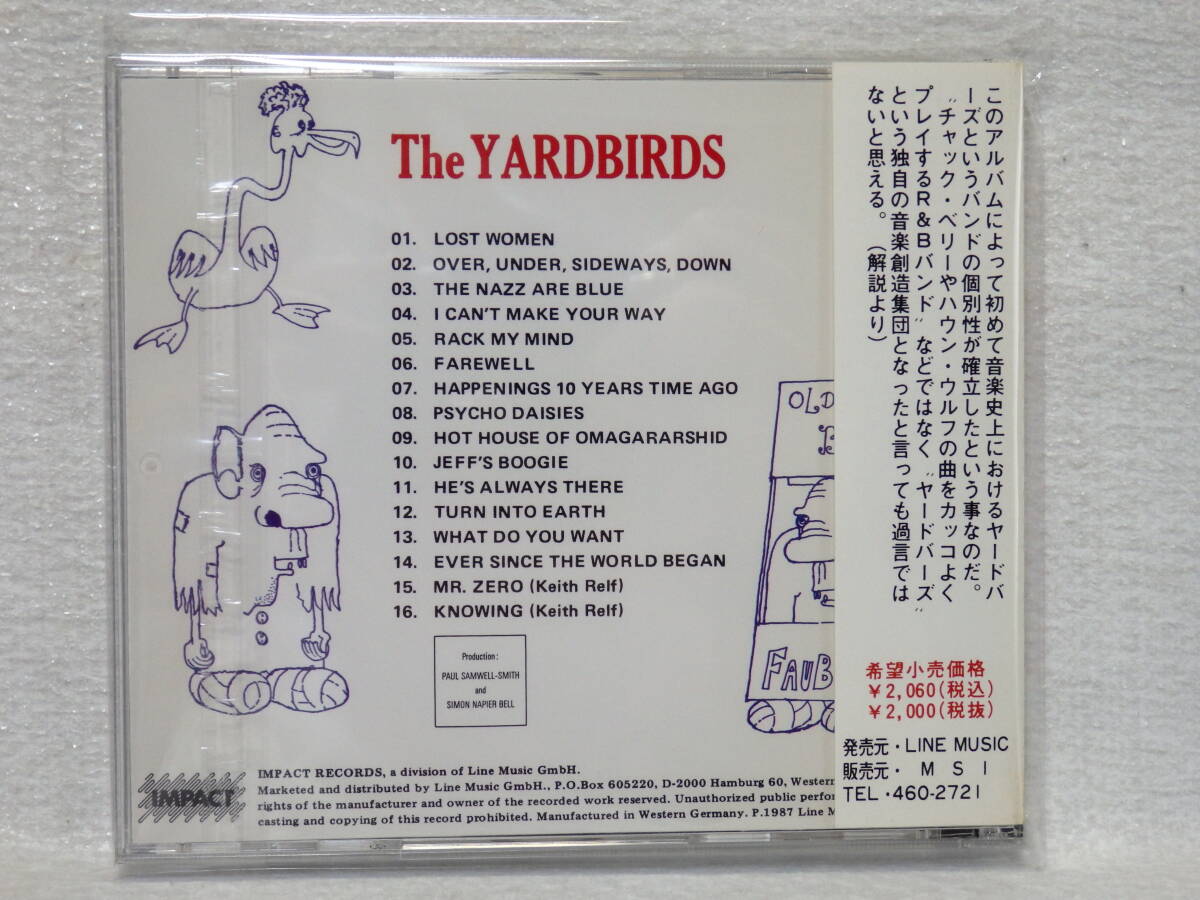 The YARDBIRDS
01. LOST WOMEN
02. OVER, UNDER, SIDEWAYS, DOWN
03. THE NAZZ ARE BLUE
04. I CAN'T MAKE YOUR WAY
05. RACK MY MIND
06. FAREWELL
07. HAPPENINGS 10 YEARS TIME AGO
08. PSYCHO DAISIES
09. HOT HOUSE OF OMAGARARSHID
10. JEFF'S BOOGIE
11. HE'S ALWAYS THERE
12. TURN INTO EARTH
13. WHAT DO YOU WANT
14. EVER SINCE THE WORLD BEGAN
15. MR. ZERO (Keith Relf)
16. KNOWING (Keith Relf)
Production:
PAUL SAMWELL-SMITH
and
SIMON NAPIER BELL
OLD
B
FAUB
IMPACT
IMPACT RECORDS, a division of Line Music GmbH.
Marketed and distributed by Line Music GmbH., P.O.Box 605220, D-2000 Hamburg 60, Western
rights of the manufacturer and owner of the recorded work reserved. Unauthorized public perfor
casting and copying of this record prohibited. Manufactured in Western Germany. P.1987 Line M
このアルバムによって初めて音楽史上におけるヤードバ
ーズというバンドの個別性が確立したという事なのだ。
"チャック・ベリーやハウン・ウルフの曲をカッコよく
プレイするR&Bバンド"などではなく"ヤードバーズ"
という独自の音楽創造集団となったと言っても過言では
ないと思える。(解説より)
希望小売価格
￥2,060(税込)
￥2,000(税抜)
発売元・LINE MUSIC
販売元・MSI
TEL・460-2721